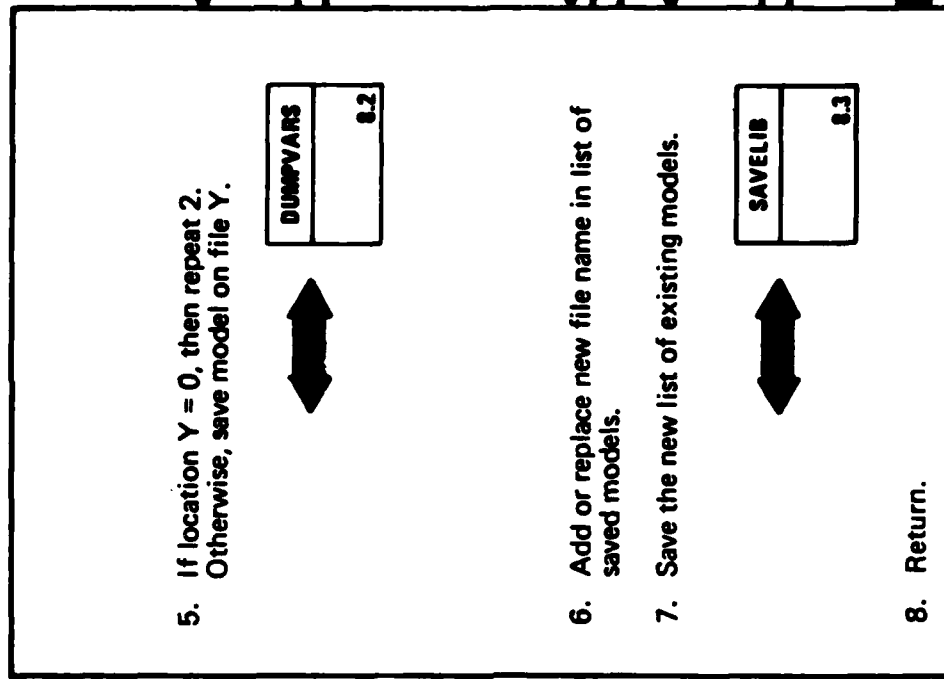 5. If location Y = 0, then repeat 2.
Otherwise, save model on file Y.
DUMPVARS
8.2
6. Add or replace new file name in list of
saved models.
7. Save the new list of existing models.
SAVELIB
8.3
8. Return.